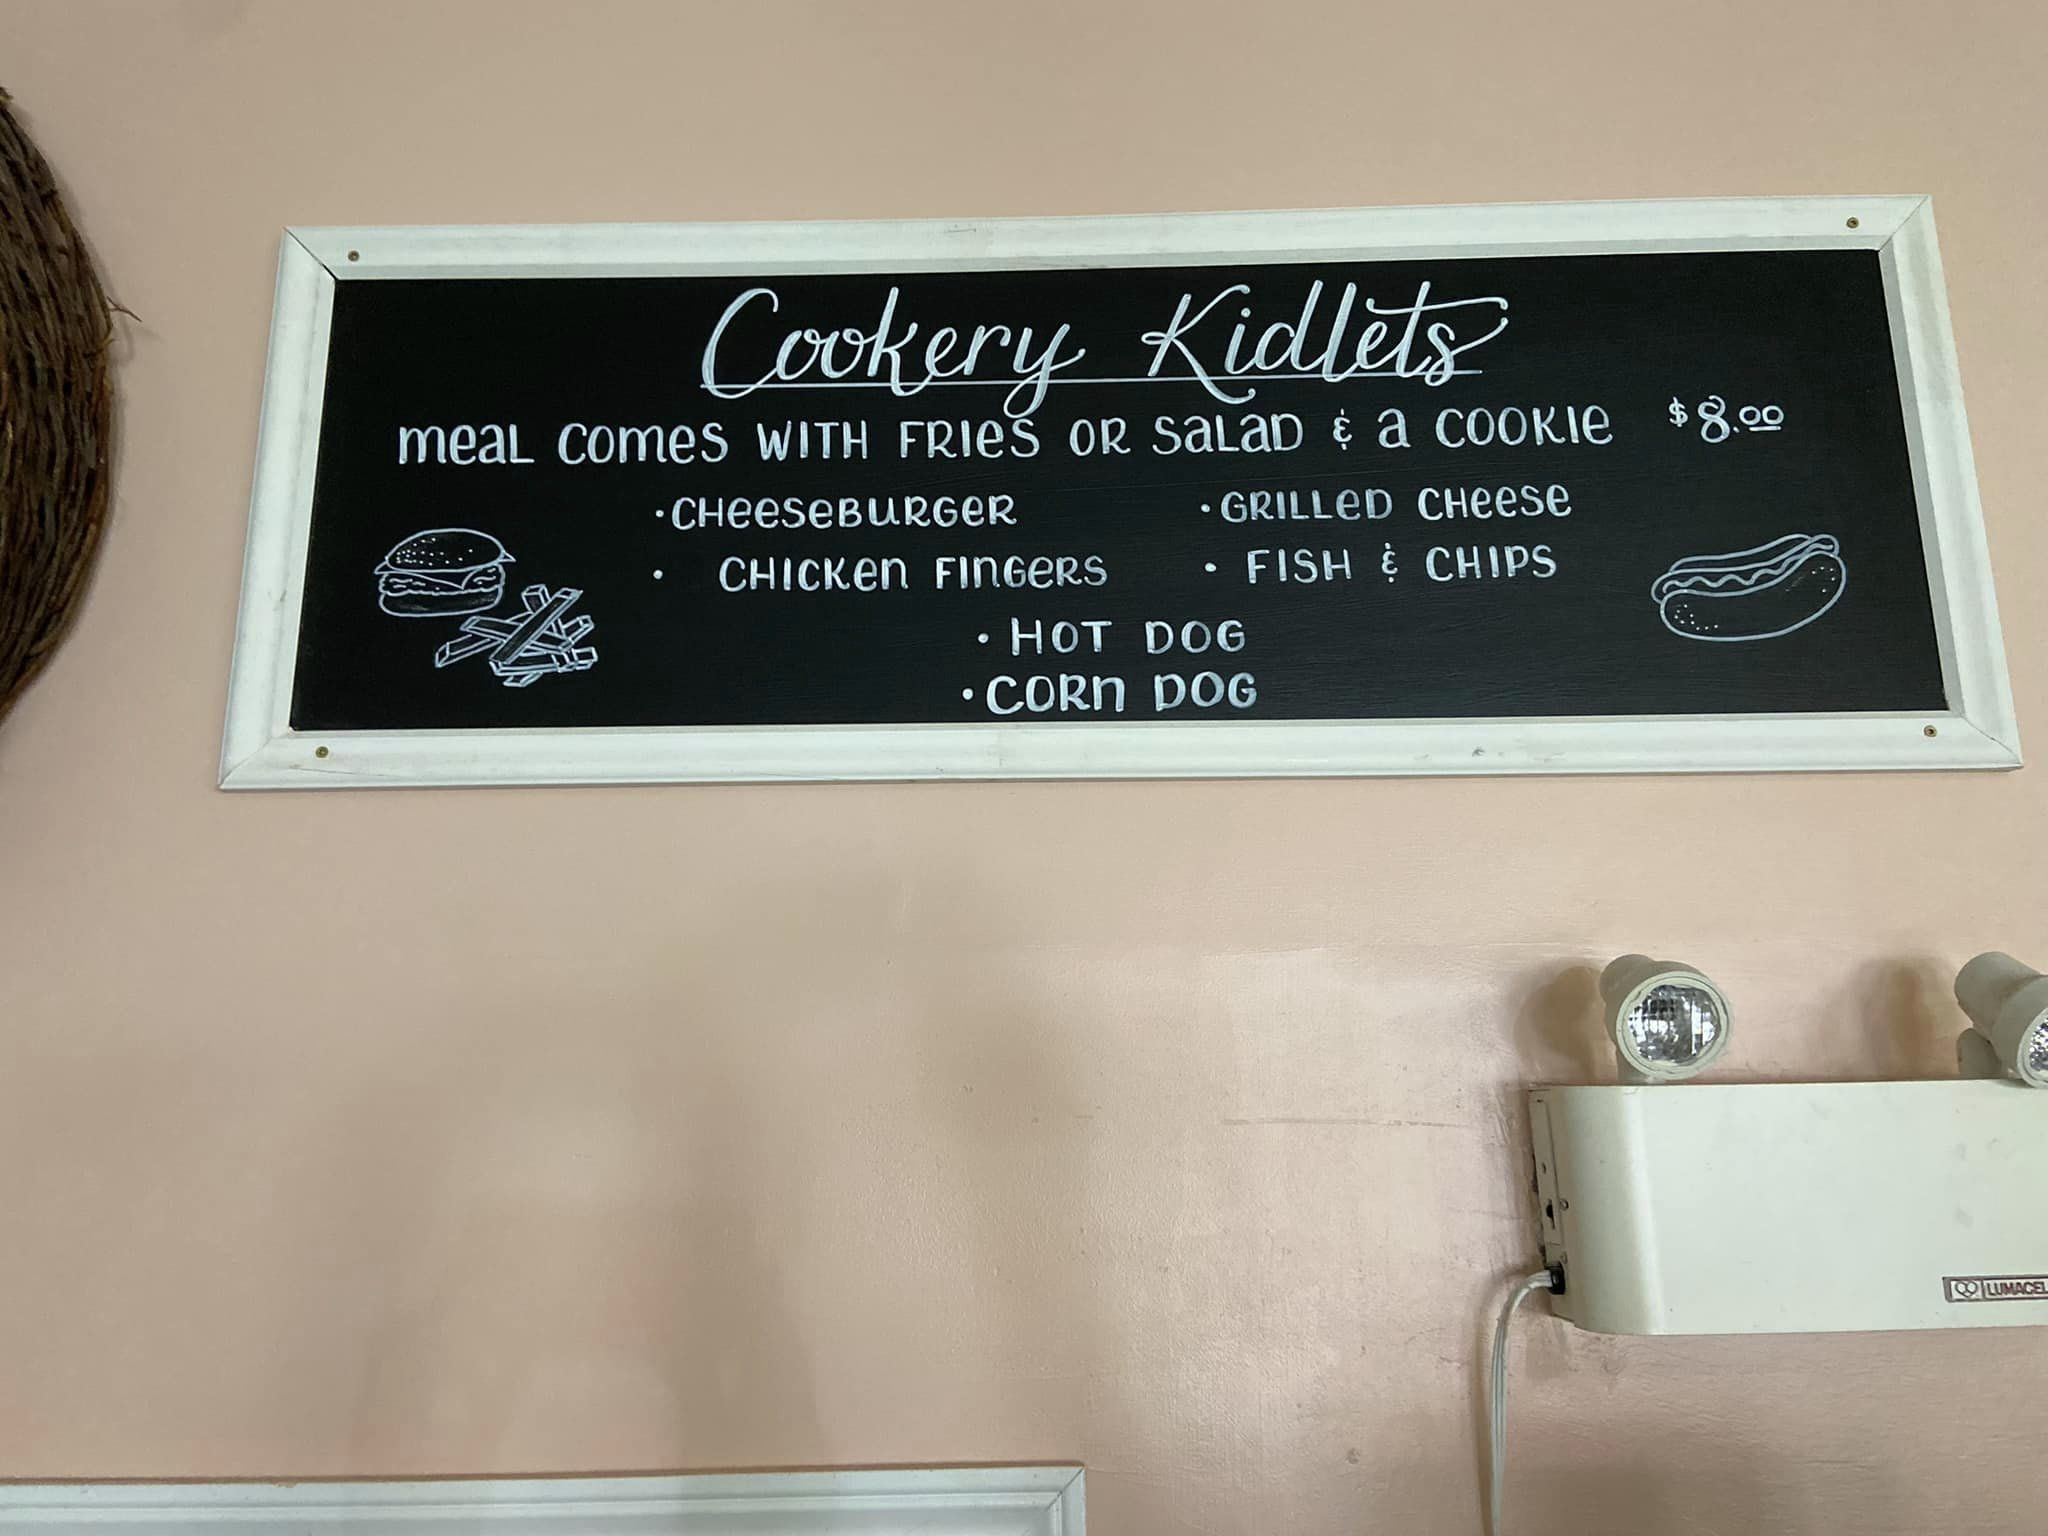 Cookery Kidlets
meal comes WITH FRIES OR SALAD & a COOKIE $8.00
·CHEESEBURGER ·GRILLED CHEESE
· CHICKEN FINGERS · FISH & CHIPS
· HOT DOG
· CORN DOG
LUMACEL